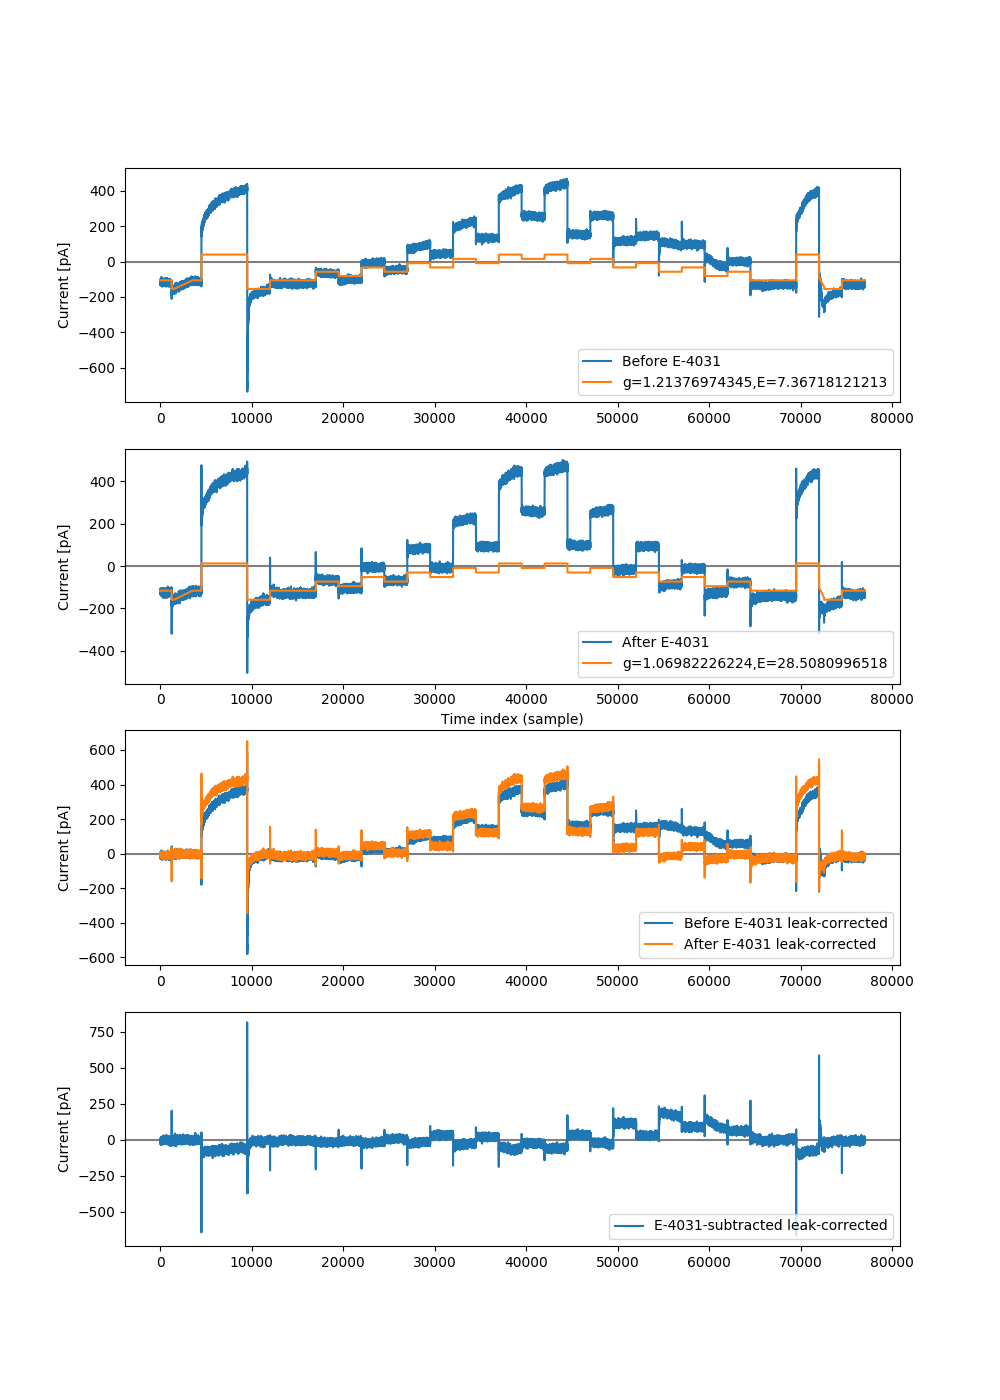 400
200
0
−200
−400
−600
Current [pA]
Before E-4031
g=1.21376974345,E=7.36718121213
0 10000 20000 30000 40000 50000 60000 70000 80000
400
200
0
−200
−400
Current [pA]
After E-4031
g=1.06982226224,E=28.5080996518
0 10000 20000 30000 40000 50000 60000 70000 80000
Time index (sample)
600
400
200
0
−200
−400
−600
Current [pA]
Before E-4031 leak-corrected
After E-4031 leak-corrected
0 10000 20000 30000 40000 50000 60000 70000 80000
750
500
250
0
−250
−500
Current [pA]
E-4031-subtracted leak-corrected
0 10000 20000 30000 40000 50000 60000 70000 80000